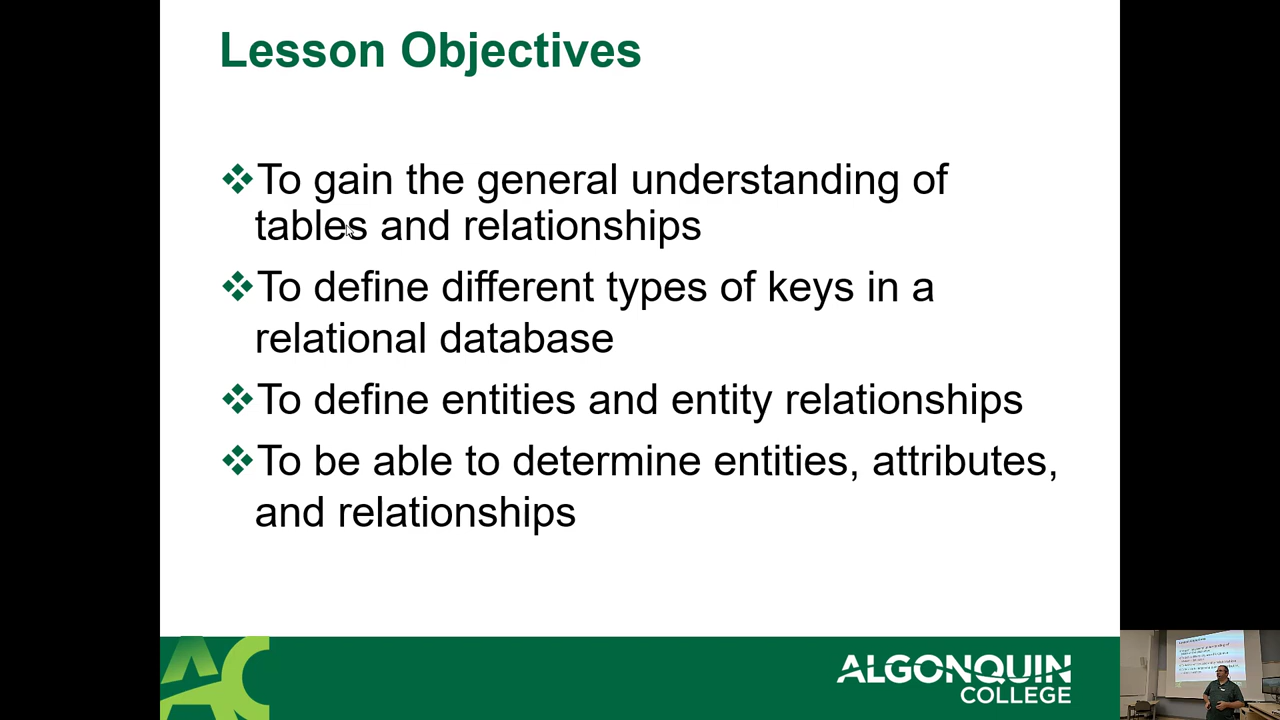 Lesson Objectives
❖To gain the general understanding of
tables and relationships
❖To define different types of keys in a
relational database
❖To define entities and entity relationships
❖To be able to determine entities, attributes,
and relationships
AC
ALGONQUIN
COLLEGE